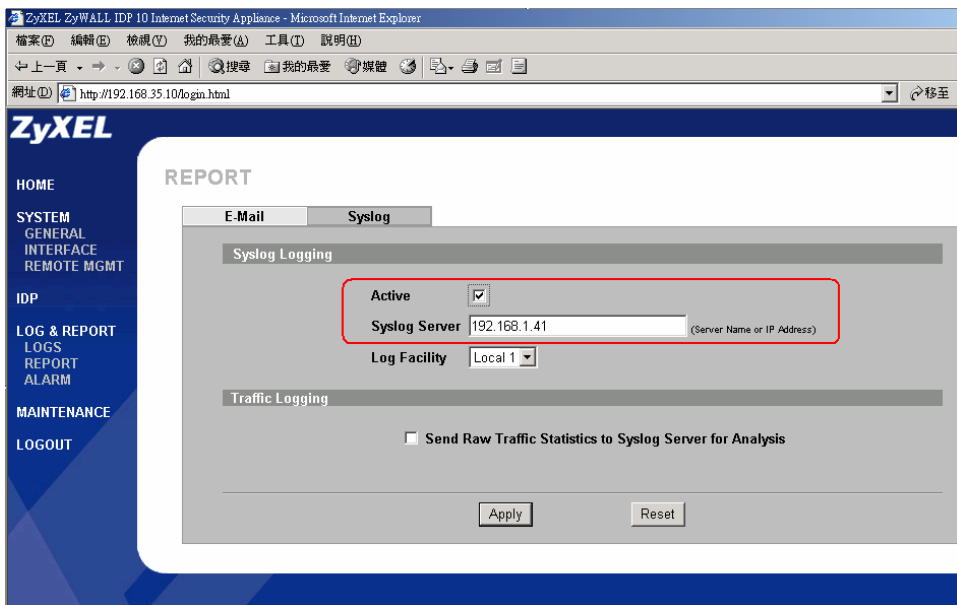 ZyXEL ZyWALL IDP 10 Internet Security Appliance - Microsoft Internet Explorer
檔案(F) 編輯(E) 檢視(V) 我的最愛(A) 工具(T) 說明(H)
上一頁 搜尋 我的最愛 媒體
網址(D) http://192.168.35.10/login.html 移至
ZyXEL
HOME
SYSTEM
GENERAL
INTERFACE
REMOTE MGMT
IDP
LOG & REPORT
LOGS
REPORT
ALARM
MAINTENANCE
LOGOUT
REPORT
E-Mail Syslog
Syslog Logging
Active
Syslog Server 192.168.1.41 (Server Name or IP Address)
Log Facility Local 1
Traffic Logging
Send Raw Traffic Statistics to Syslog Server for Analysis
Apply Reset